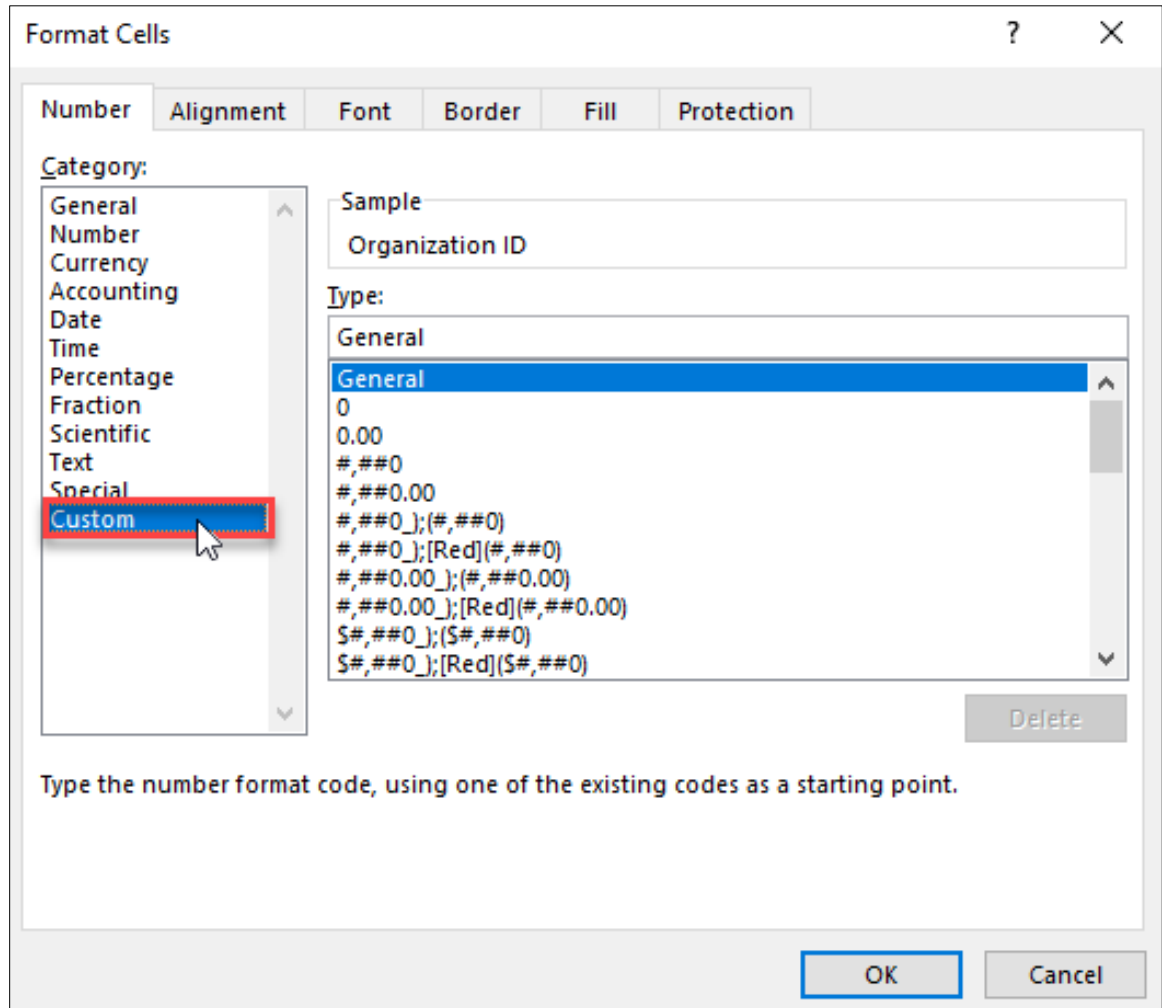 Format Cells ?
Number Alignment Font Border Fill Protection
Category:
General
Number
Currency
Accounting
Date
Time
Percentage
Fraction
Scientific
Text
Special
Custom
Sample
Organization ID
Type:
General
General
0
0.00
#,##0
#,##0.00
#,##0_);(#,##0)
#,##0_);[Red](#,##0)
#,##0.00_);(#,##0.00)
#,##0.00_);[Red](#,##0.00)
$#,##0_);($#,##0)
$#,##0_);[Red]($#,##0)
Delete
Type the number format code, using one of the existing codes as a starting point.
OK Cancel